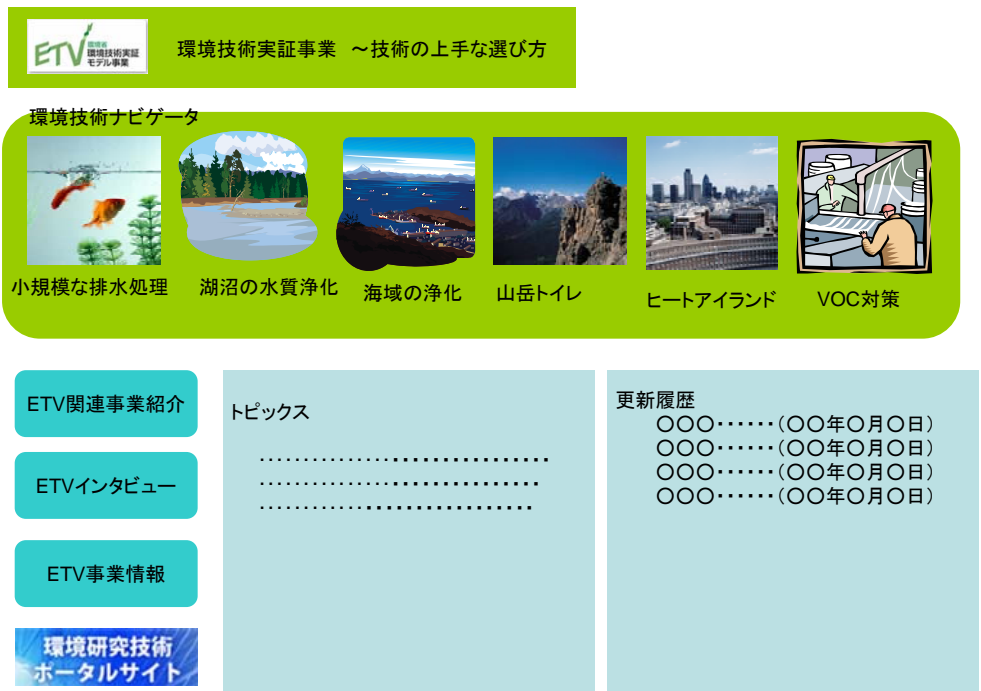 ETV 環境省
環境技術実証
モデル事業
環境技術実証事業 ~技術の上手な選び方
環境技術ナビゲータ
小規模な排水処理
湖沼の水質浄化
海域の浄化
山岳トイレ
ヒートアイランド
VOC対策
ETV関連事業紹介
ETVインタビュー
ETV事業情報
環境研究技術
ポータルサイト
トピックス
・・・・・・・・・・・・・・・・・・・・・・・・・・・・・・・
・・・・・・・・・・・・・・・・・・・・・・・・・・・・・・
・・・・・・・・・・・・・・・・・・・・・・・・・・・・・
更新履歴
〇〇〇・・・・・・(〇〇年〇月〇日)
〇〇〇・・・・・・(〇〇年〇月〇日)
〇〇〇・・・・・・(〇〇年〇月〇日)
〇〇〇・・・・・・(〇〇年〇月〇日)